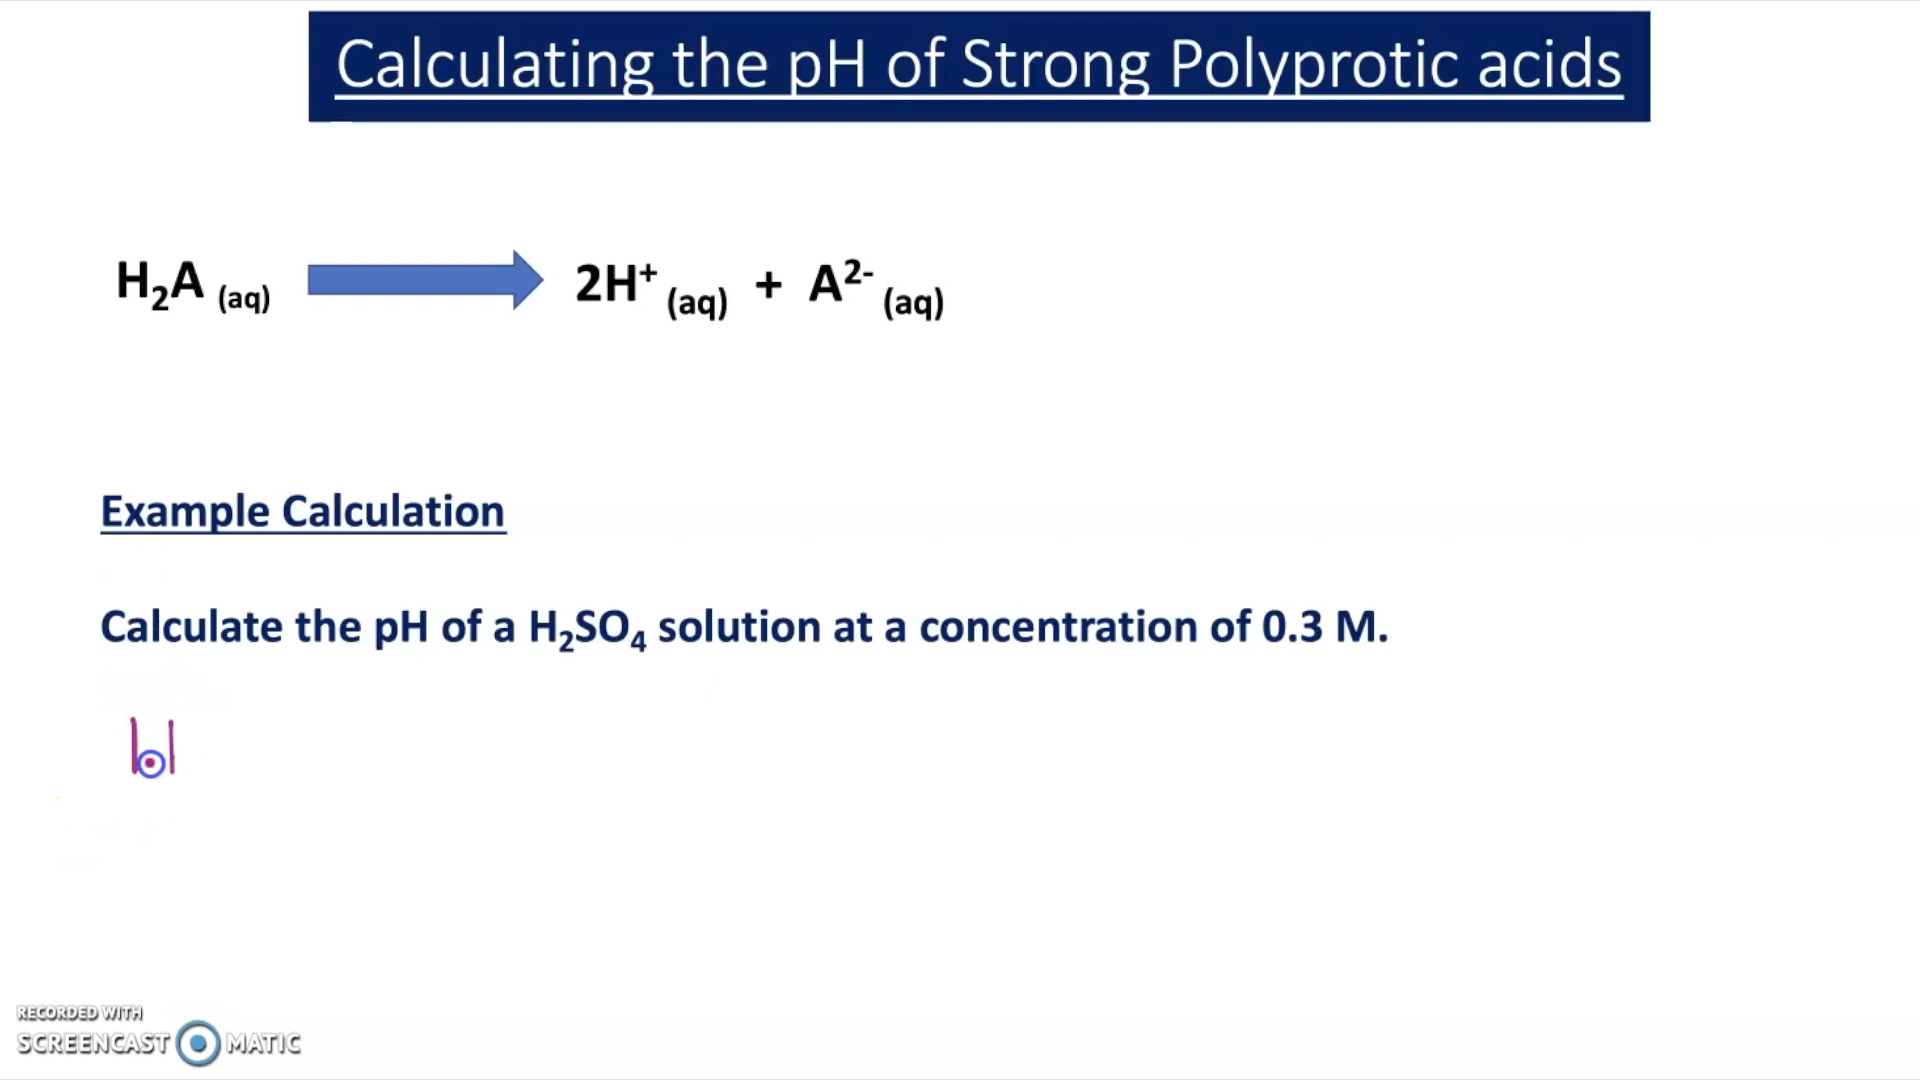 Calculating the pH of Strong Polyprotic acids
H₂A (aq) 2H⁺ (aq) + A²⁻ (aq)
Example Calculation
Calculate the pH of a H₂SO₄ solution at a concentration of 0.3 M.
RECORDED WITH
SCREENCAST MATIC